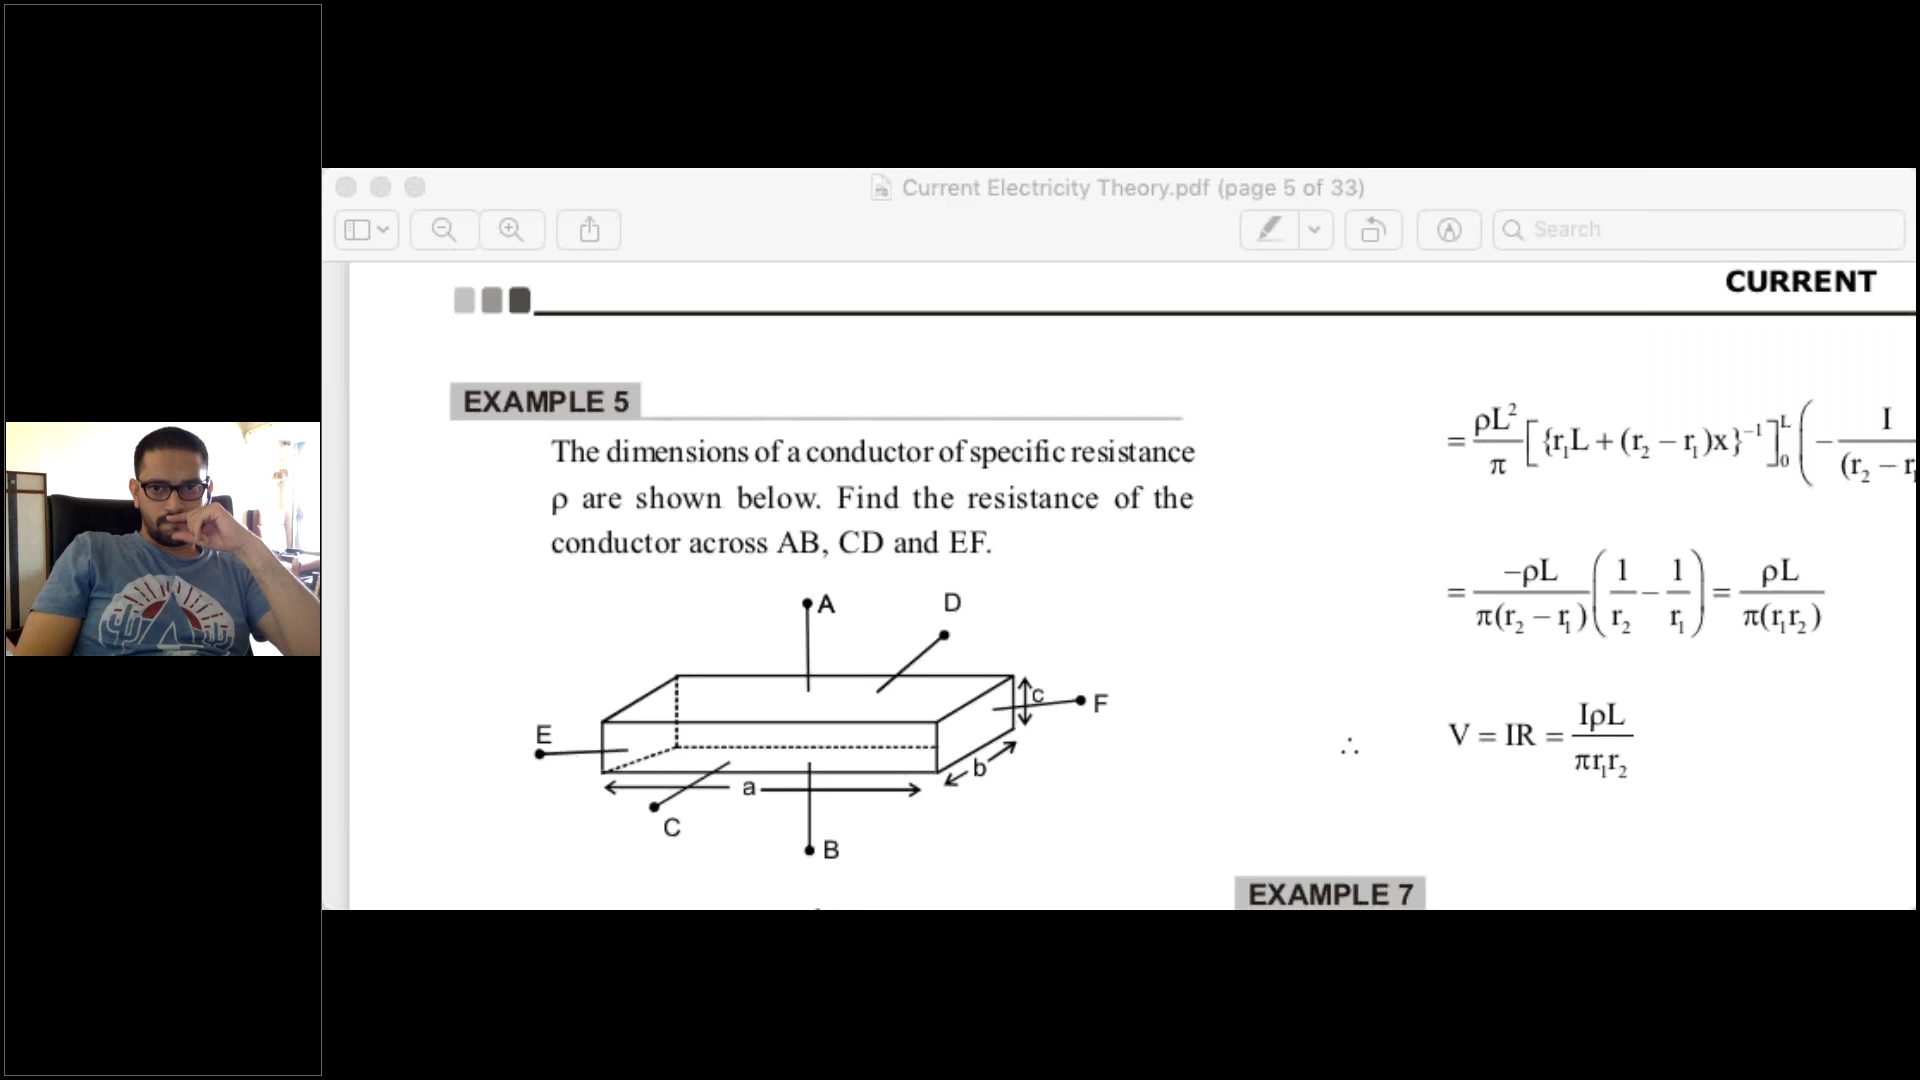 Current Electricity Theory.pdf (page 5 of 33)
Search
CURRENT
EXAMPLE 5
The dimensions of a conductor of specific resistance
ρ are shown below. Find the resistance of the
conductor across AB, CD and EF.
A
D
F
c
E
b
a
C
B
= ρL²/π [{r₁L + (r₂ − r₁)x}⁻¹]₀ᴸ (− I/(r₂ − r₁
= −ρL/π(r₂ − r₁) (1/r₂ − 1/r₁) = ρL/π(r₁r₂)
∴ V = IR = IρL/πr₁r₂
EXAMPLE 7